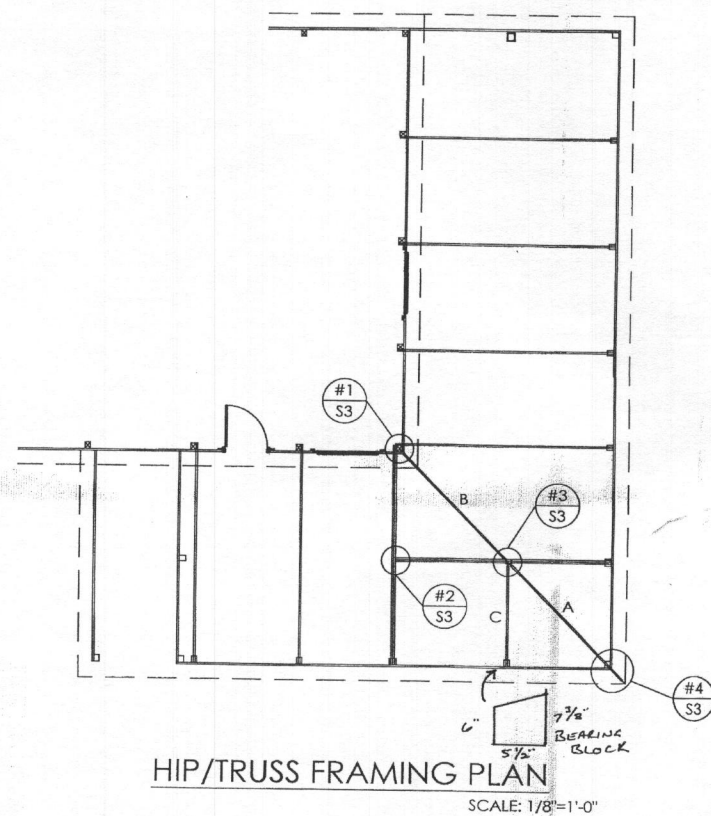 #1
S3
B
#3
S3
#2
S3
C
A
#4
S3
6"
7 3/8"
5 1/2"
BEARING
BLOCK
HIP/TRUSS FRAMING PLAN
SCALE: 1/8"=1'-0"